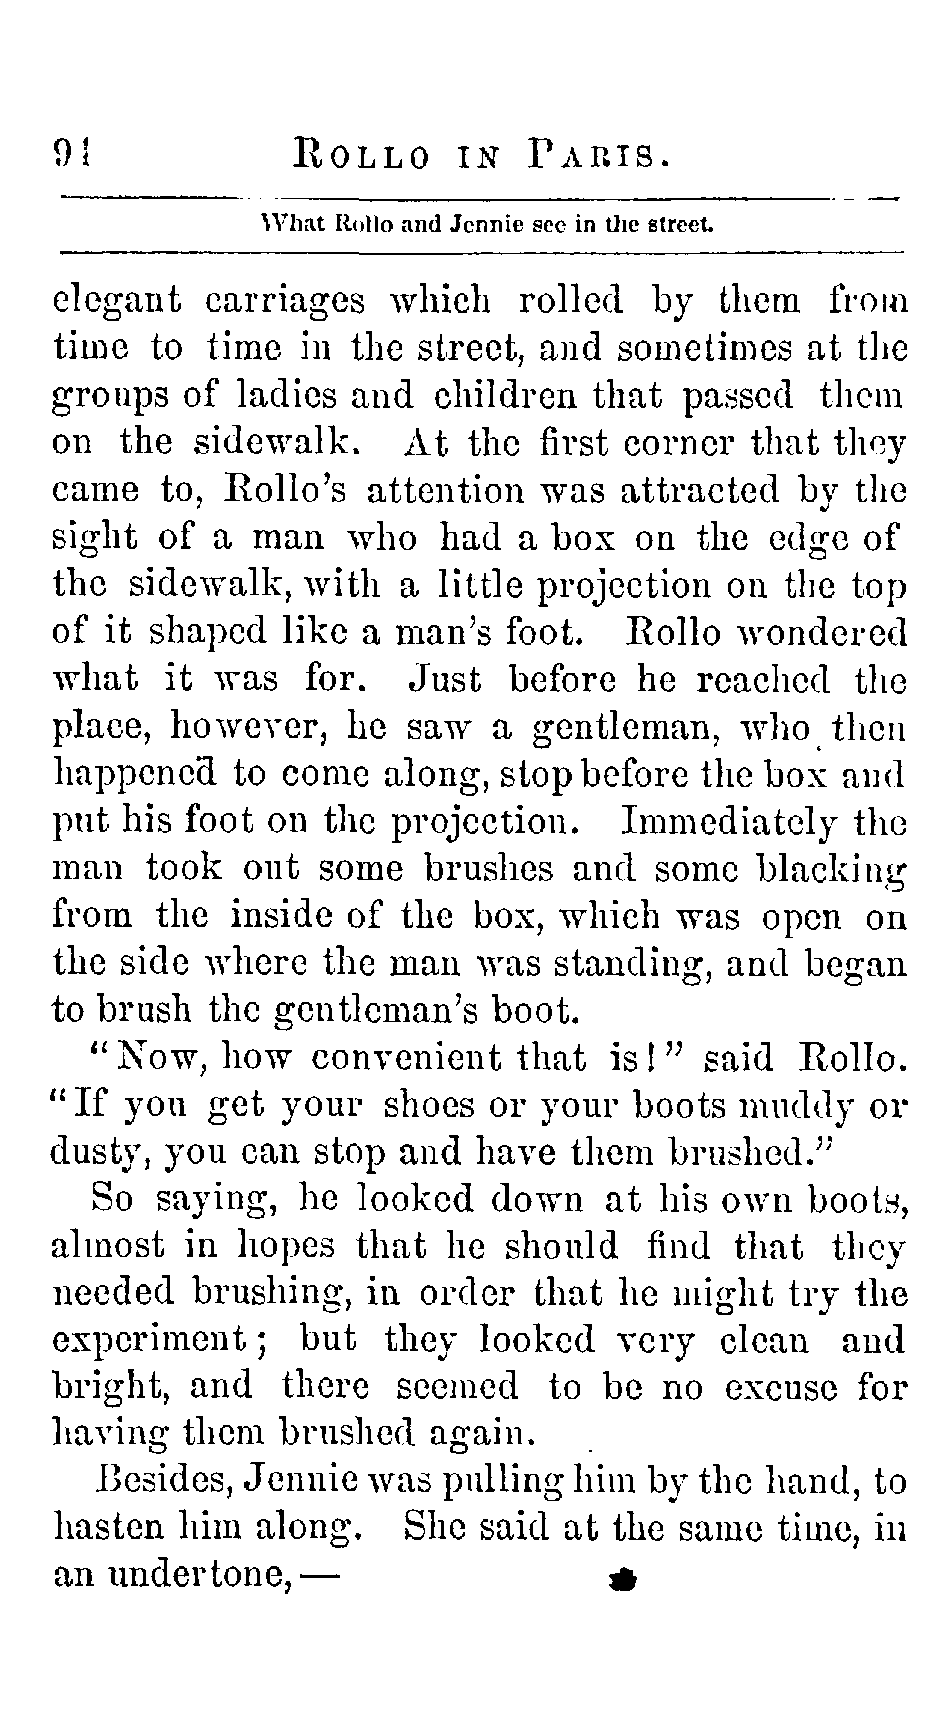 94 ROLLO IN PARIS.
What Rollo and Jennie see in the street.
elegant carriages which rolled by them from
time to time in the street, and sometimes at the
groups of ladies and children that passed them
on the sidewalk. At the first corner that they
came to, Rollo's attention was attracted by the
sight of a man who had a box on the edge of
the sidewalk, with a little projection on the top
of it shaped like a man's foot. Rollo wondered
what it was for. Just before he reached the
place, however, he saw a gentleman, who then
happened to come along, stop before the box and
put his foot on the projection. Immediately the
man took out some brushes and some blacking
from the inside of the box, which was open on
the side where the man was standing, and began
to brush the gentleman's boot.
"Now, how convenient that is!" said Rollo.
"If you get your shoes or your boots muddy or
dusty, you can stop and have them brushed."
So saying, he looked down at his own boots,
almost in hopes that he should find that they
needed brushing, in order that he might try the
experiment; but they looked very clean and
bright, and there seemed to be no excuse for
having them brushed again.
Besides, Jennie was pulling him by the hand, to
hasten him along. She said at the same time, in
an undertone,—